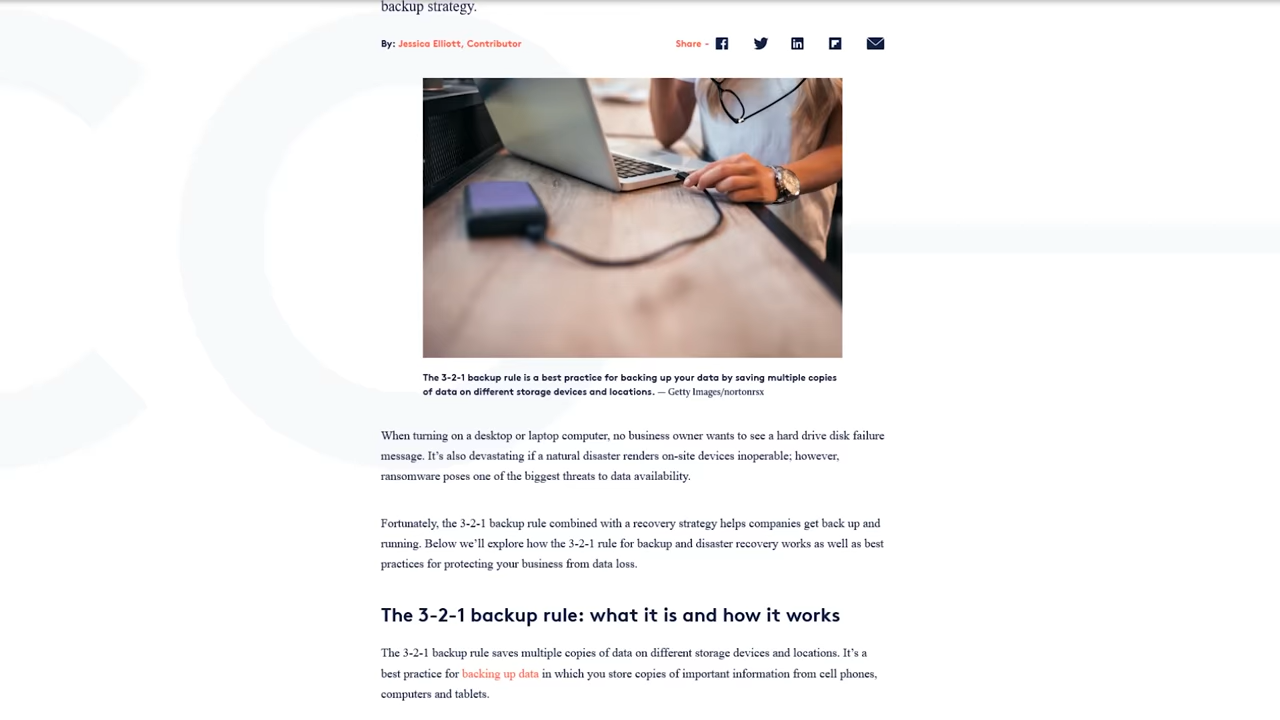 backup strategy.
By: Jessica Elliott, Contributor
Share -
The 3-2-1 backup rule is a best practice for backing up your data by saving multiple copies
of data on different storage devices and locations. — Getty Images/nortonrsx
When turning on a desktop or laptop computer, no business owner wants to see a hard drive disk failure
message. It’s also devastating if a natural disaster renders on-site devices inoperable; however,
ransomware poses one of the biggest threats to data availability.
Fortunately, the 3-2-1 backup rule combined with a recovery strategy helps companies get back up and
running. Below we’ll explore how the 3-2-1 rule for backup and disaster recovery works as well as best
practices for protecting your business from data loss.
The 3-2-1 backup rule: what it is and how it works
The 3-2-1 backup rule saves multiple copies of data on different storage devices and locations. It’s a
best practice for backing up data in which you store copies of important information from cell phones,
computers and tablets.